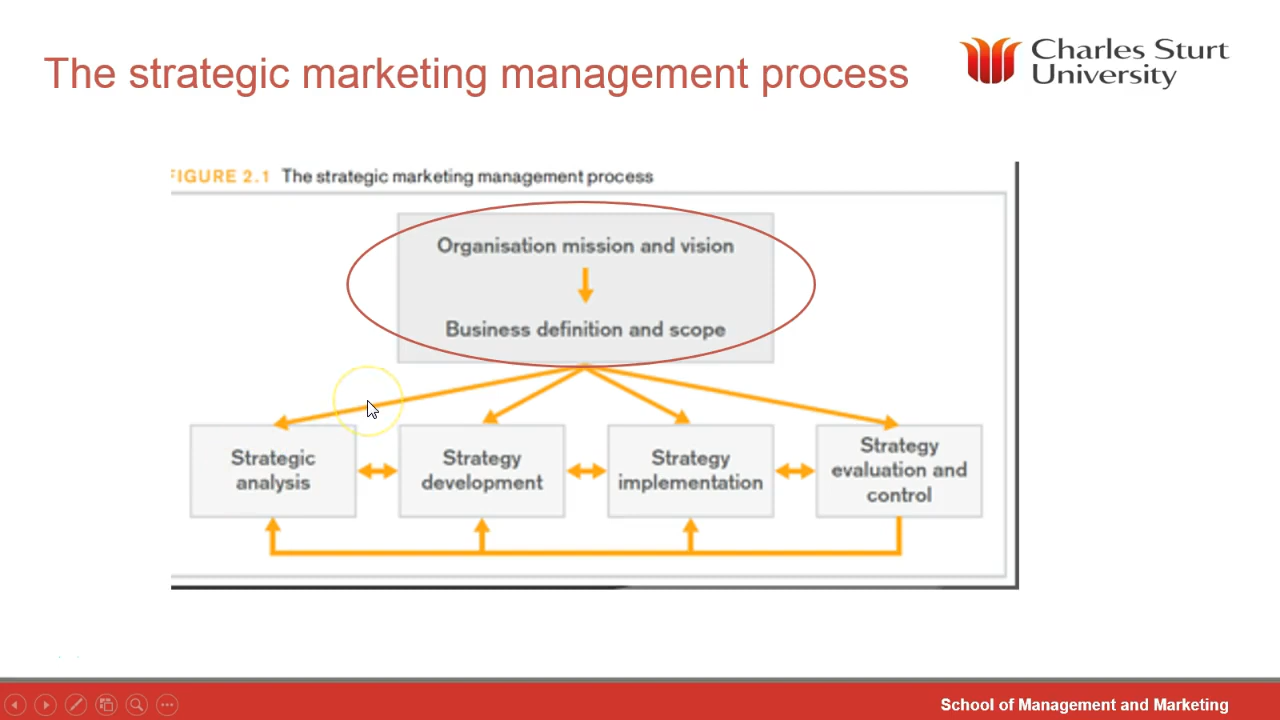 The strategic marketing management process
Charles Sturt
University
FIGURE 2.1 The strategic marketing management process
Organisation mission and vision
Business definition and scope
Strategic
analysis
Strategy
development
Strategy
implementation
Strategy
evaluation and
control
School of Management and Marketing